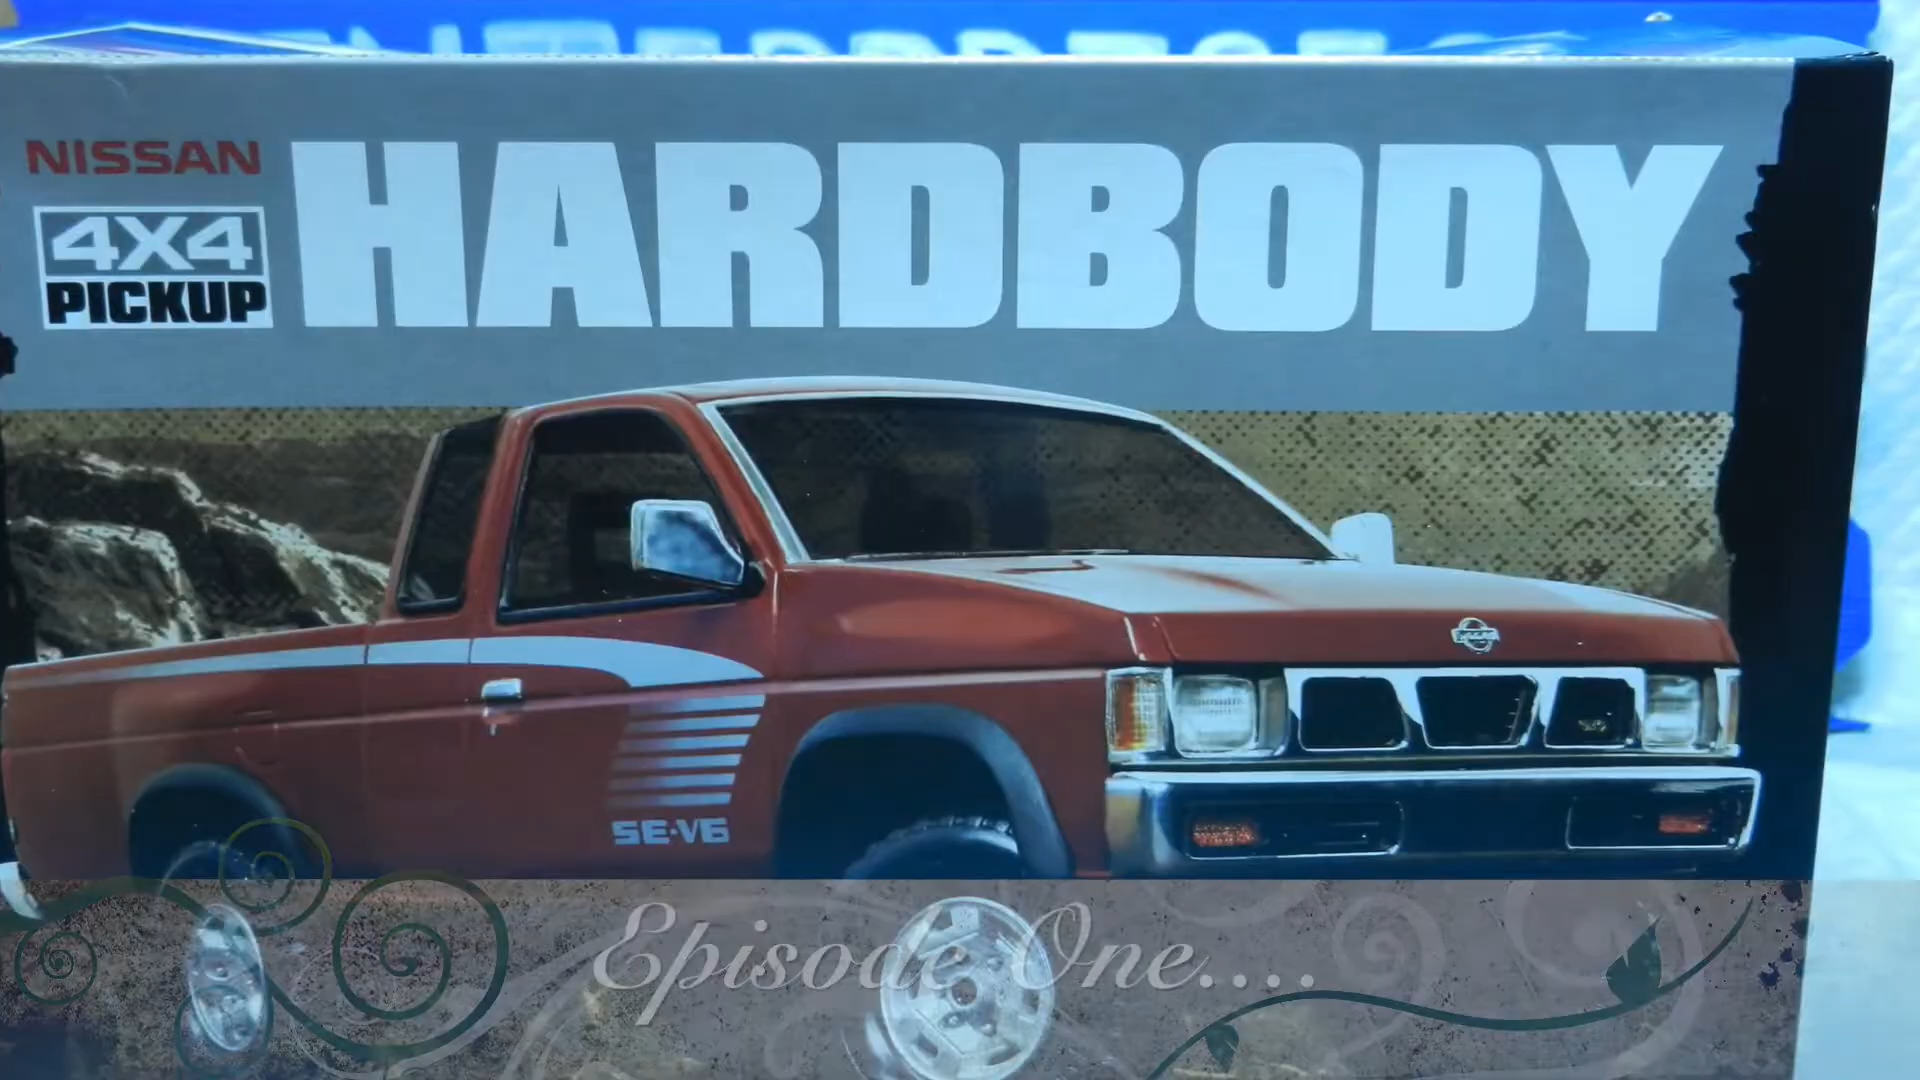 NISSAN
HARDBODY
4X4
PICKUP
SE-V6
Episode One....